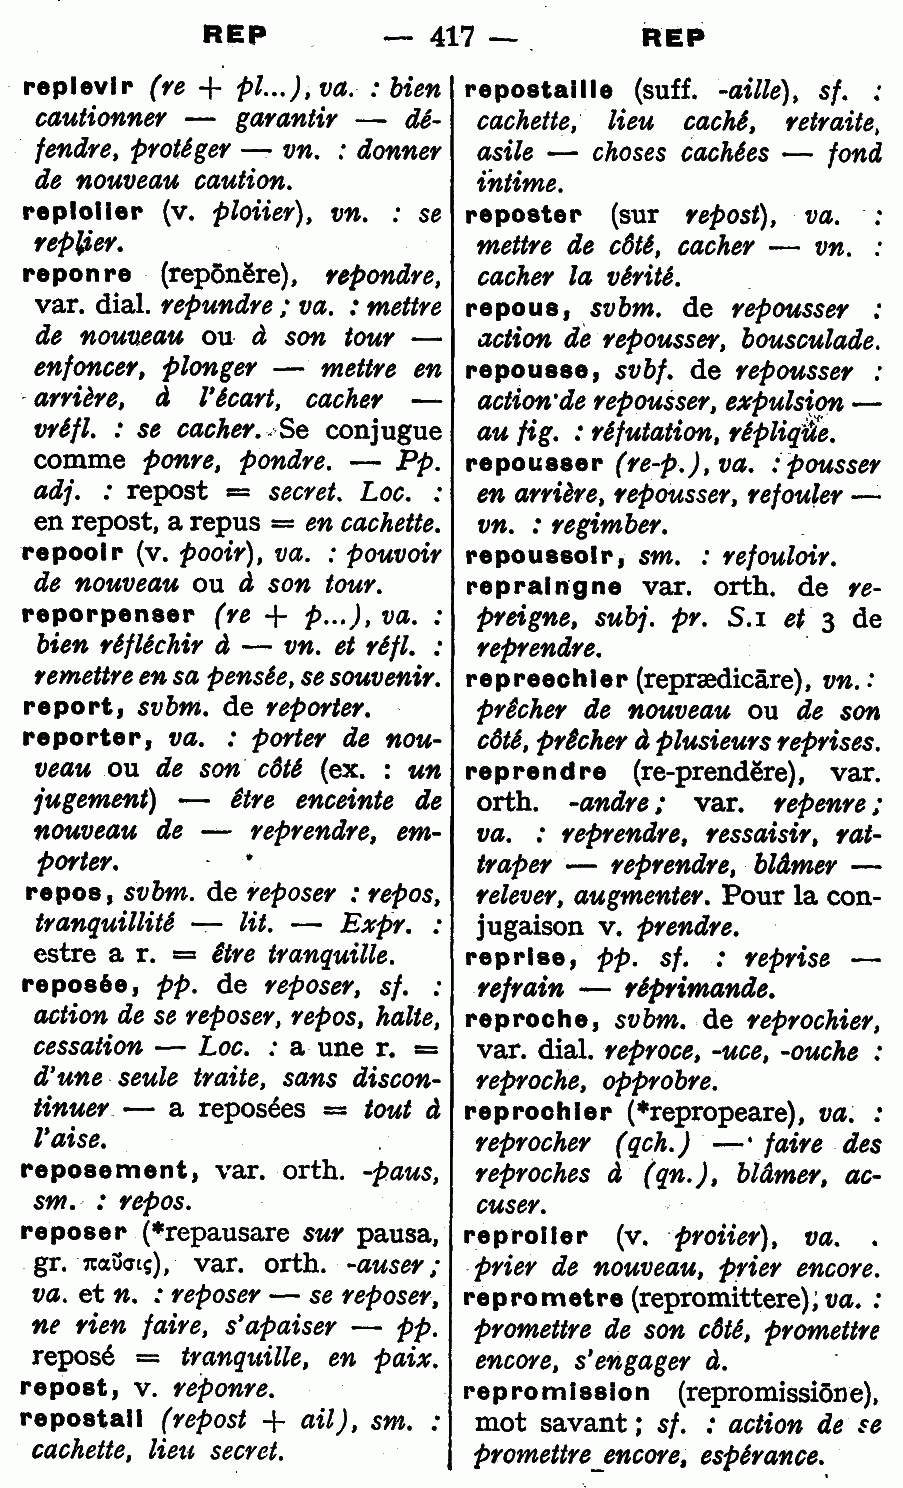 REP — 417 — REP
replevir (re + pl...), va. : bien
cautionner — garantir — dé-
fendre, protéger — vn. : donner
de nouveau caution.
reploiier (v. ploiier), vn. : se
replier.
reponre (repōnĕre), repondre,
var. dial. repundre ; va. : mettre
de nouveau ou à son tour —
enfoncer, plonger — mettre en
arrière, à l'écart, cacher —
vréfl. : se cacher. Se conjugue
comme ponre, pondre. — Pp.
adj. : repost = secret. Loc. :
en repost, a repus = en cachette.
repooir (v. pooir), va. : pouvoir
de nouveau ou à son tour.
reporpenser (re + p...), va. :
bien réfléchir à — vn. et réfl. :
remettre en sa pensée, se souvenir.
report, svbm. de reporter.
reporter, va. : porter de nou-
veau ou de son côté (ex. : un
jugement) — être enceinte de
nouveau de — reprendre, em-
porter.
repos, svbm. de reposer : repos,
tranquillité — lit. — Expr. :
estre a r. = être tranquille.
reposée, pp. de reposer, sf. :
action de se reposer, repos, halte,
cessation — Loc. : a une r. =
d'une seule traite, sans discon-
tinuer — a reposées = tout à
l'aise.
reposement, var. orth. -paus,
sm. : repos.
reposer (*repausare sur pausa,
gr. παῦσις), var. orth. -auser ;
va. et n. : reposer — se reposer,
ne rien faire, s'apaiser — pp.
reposé = tranquille, en paix.
repost, v. reponre.
repostail (repost + ail), sm. :
cachette, lieu secret.
repostaille (suff. -aille), sf. :
cachette, lieu caché, retraite,
asile — choses cachées — fond
intime.
reposter (sur repost), va. :
mettre de côté, cacher — vn. :
cacher la vérité.
repous, svbm. de repousser :
action de repousser, bousculade.
repousse, svbf. de repousser :
action de repousser, expulsion —
au fig. : réfutation, réplique.
repousser (re-p.), va. : pousser
en arrière, repousser, refouler —
vn. : regimber.
repoussoir, sm. : refouloir.
repraingne var. orth. de re-
preigne, subj. pr. S.1 et 3 de
reprendre.
repreechier (reprædicāre), vn. :
prêcher de nouveau ou de son
côté, prêcher à plusieurs reprises.
reprendre (re-prendĕre), var.
orth. -andre ; var. repenre ;
va. : reprendre, ressaisir, rat-
traper — reprendre, blâmer —
relever, augmenter. Pour la con-
jugaison v. prendre.
reprise, pp. sf. : reprise —
refrain — réprimande.
reproche, svbm. de reprochier,
var. dial. reproce, -uce, -ouche :
reproche, opprobre.
reprochier (*repropeare), va. :
reprocher (qch.) — faire des
reproches à (qn.), blâmer, ac-
cuser.
reproiier (v. proiier), va. .
prier de nouveau, prier encore.
reprometre (repromittere), va. :
promettre de son côté, promettre
encore, s'engager à.
repromission (repromissiōne),
mot savant ; sf. : action de se
promettre encore, espérance.